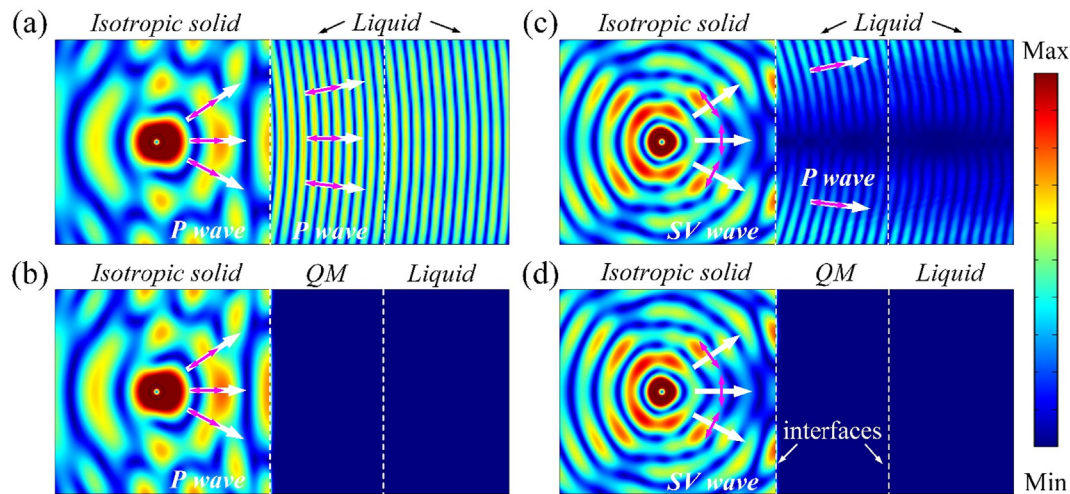 (a) Isotropic solid Liquid
P wave P wave
(c) Isotropic solid Liquid
SV wave P wave
(b) Isotropic solid QM Liquid
P wave
(d) Isotropic solid QM Liquid
interfaces
SV wave
Max
Min